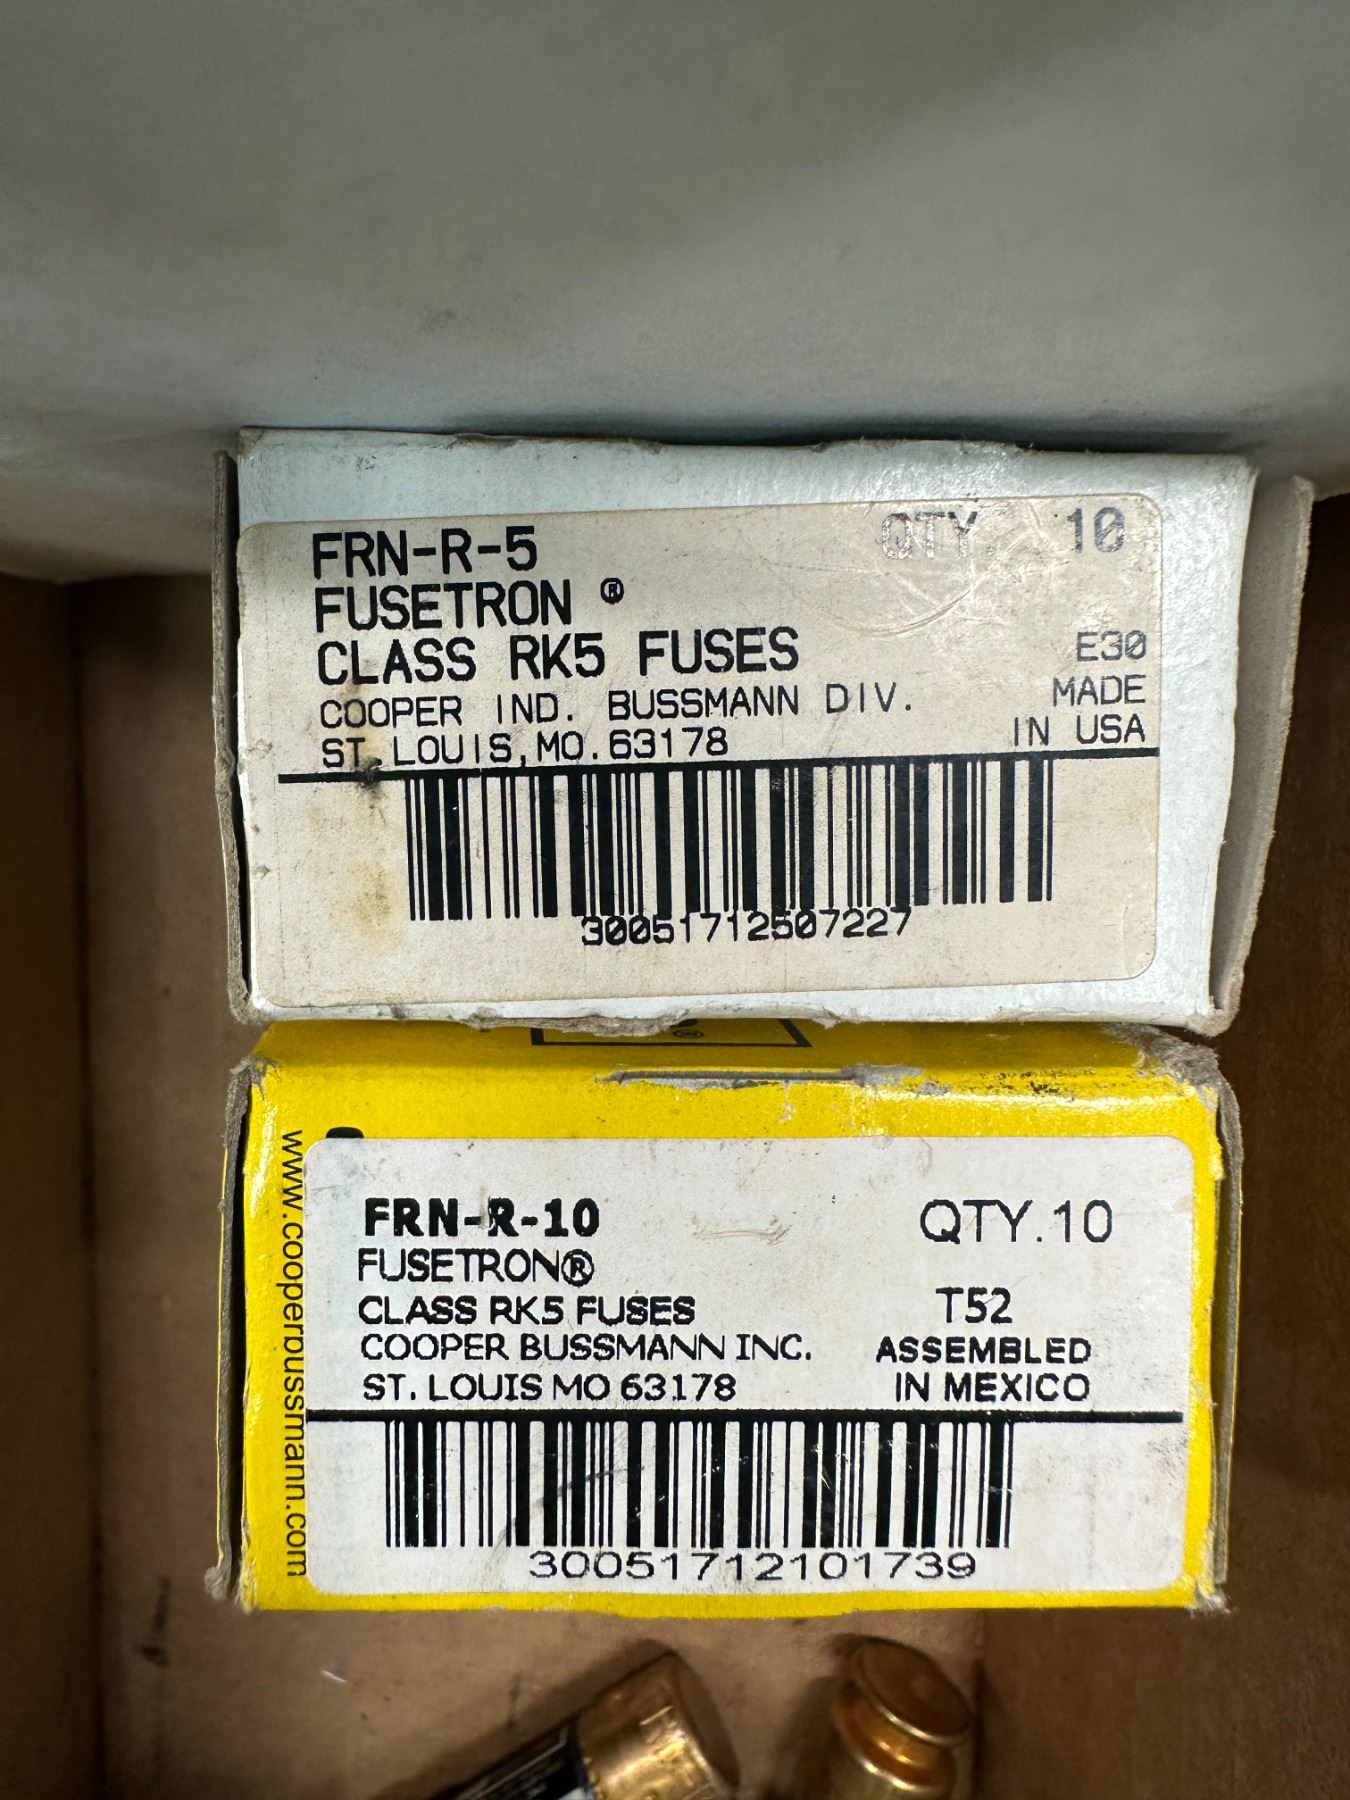 FRN-R-5 QTY. 10
FUSETRON ®
CLASS RK5 FUSES E30
COOPER IND. BUSSMANN DIV. MADE
ST. LOUIS, MO. 63178 IN USA
30051712507227
www.cooperbussmann.com
FRN-R-10 QTY.10
FUSETRON®
CLASS RK5 FUSES T52
COOPER BUSSMANN INC. ASSEMBLED
ST. LOUIS MO 63178 IN MEXICO
30051712101739